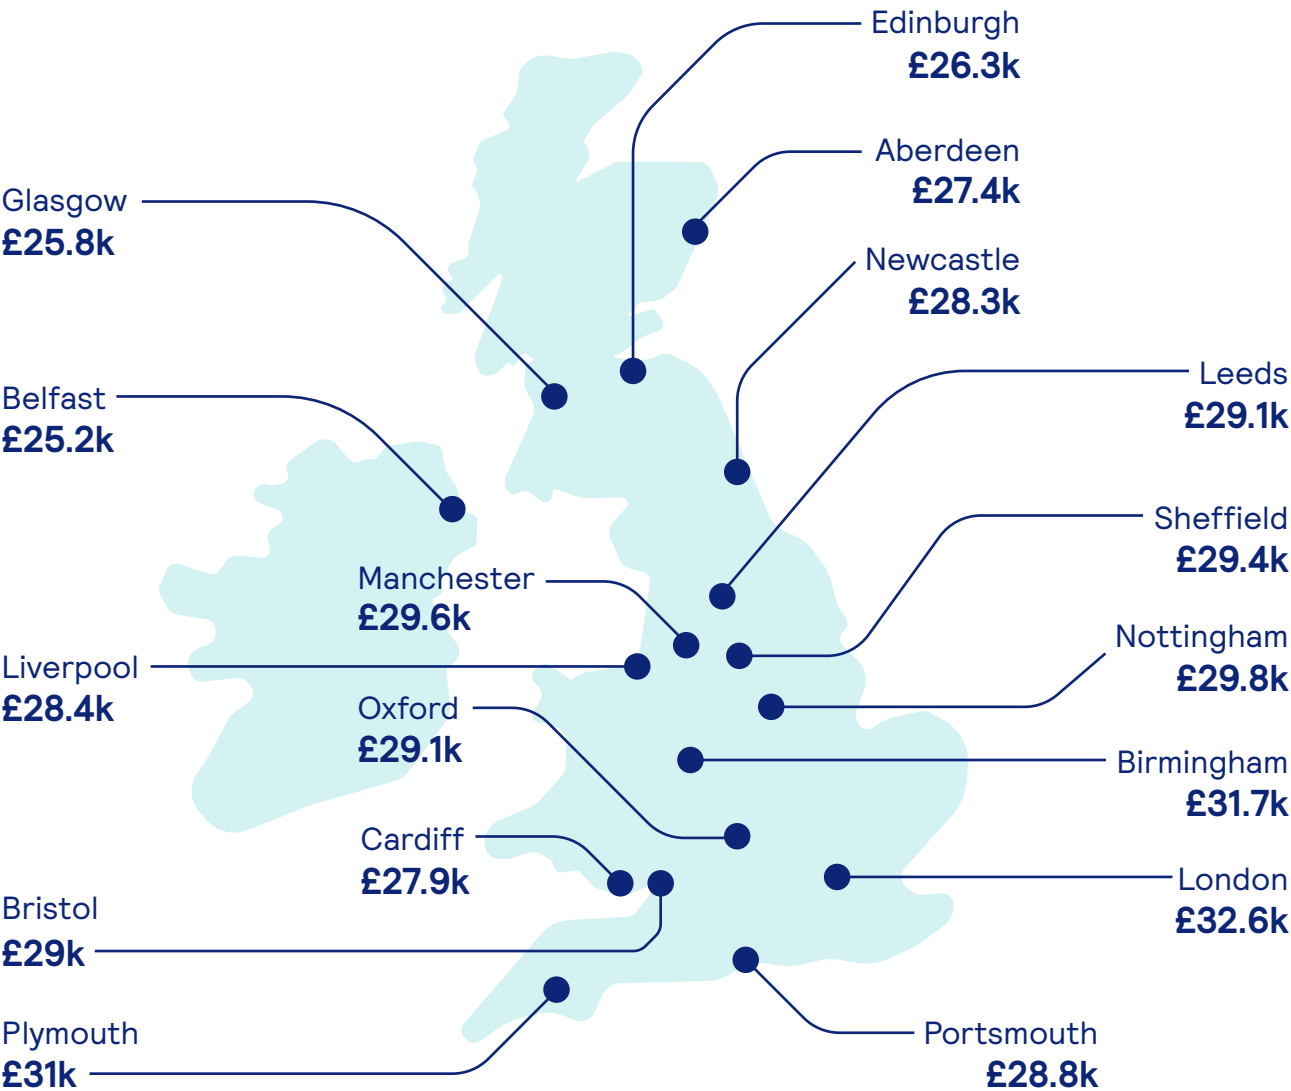 Edinburgh
£26.3k
Aberdeen
£27.4k
Glasgow
£25.8k
Newcastle
£28.3k
Leeds
£29.1k
Belfast
£25.2k
Sheffield
£29.4k
Manchester
£29.6k
Nottingham
£29.8k
Liverpool
£28.4k
Oxford
£29.1k
Birmingham
£31.7k
Cardiff
£27.9k
London
£32.6k
Bristol
£29k
Plymouth
£31k
Portsmouth
£28.8k